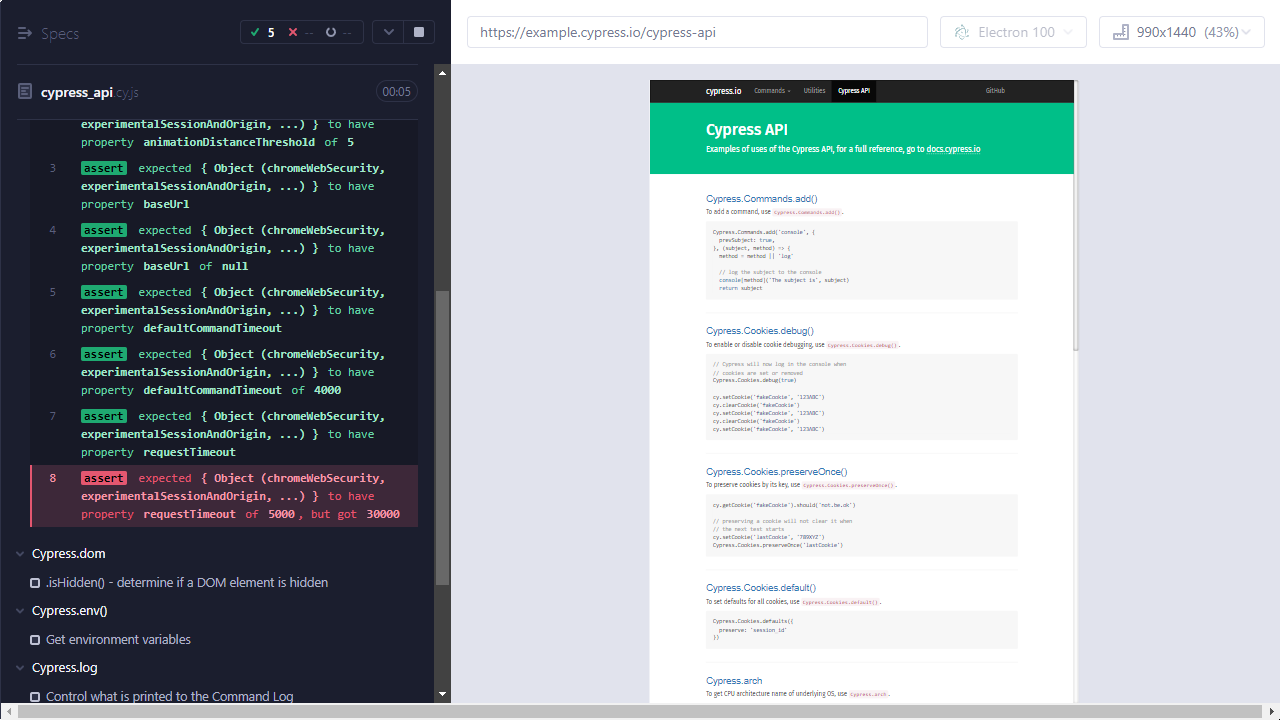 Specs
5
--
--
https://example.cypress.io/cypress-api
Electron 100
990x1440 (43%)
cypress_api.cy.js
00:05
experimentalSessionAndOrigin, ...) } to have
property animationDistanceThreshold of 5
3 assert expected { Object (chromeWebSecurity,
experimentalSessionAndOrigin, ...) } to have
property baseUrl
4 assert expected { Object (chromeWebSecurity,
experimentalSessionAndOrigin, ...) } to have
property baseUrl of null
5 assert expected { Object (chromeWebSecurity,
experimentalSessionAndOrigin, ...) } to have
property defaultCommandTimeout
6 assert expected { Object (chromeWebSecurity,
experimentalSessionAndOrigin, ...) } to have
property defaultCommandTimeout of 4000
7 assert expected { Object (chromeWebSecurity,
experimentalSessionAndOrigin, ...) } to have
property requestTimeout
8 assert expected { Object (chromeWebSecurity,
experimentalSessionAndOrigin, ...) } to have
property requestTimeout of 5000, but got 30000
Cypress.dom
.isHidden() - determine if a DOM element is hidden
Cypress.env()
Get environment variables
Cypress.log
Control what is printed to the Command Log
cypress.io
Commands
Utilities
Cypress API
GitHub
Cypress API
Examples of uses of the Cypress API, for a full reference, go to docs.cypress.io
Cypress.Commands.add()
To add a command, use Cypress.Commands.add().
Cypress.Commands.add('console', {
prevSubject: true,
}, (subject, method) => {
method = method || 'log'
// log the subject to the console
console[method]('The subject is', subject)
return subject
Cypress.Cookies.debug()
To enable or disable cookie debugging, use Cypress.Cookies.debug().
// Cypress will now log in the console when
// cookies are set or removed
Cypress.Cookies.debug(true)
cy.setCookie('fakeCookie', '123ABC')
cy.clearCookie('fakeCookie')
cy.setCookie('fakeCookie', '123ABC')
cy.clearCookie('fakeCookie')
cy.setCookie('fakeCookie', '123ABC')
Cypress.Cookies.preserveOnce()
To preserve cookies by its key, use Cypress.Cookies.preserveOnce().
cy.getCookie('fakeCookie').should('not.be.ok')
// preserving a cookie will not clear it when
// the next test starts
cy.setCookie('lastCookie', '789XYZ')
Cypress.Cookies.preserveOnce('lastCookie')
Cypress.Cookies.default()
To set defaults for all cookies, use Cypress.Cookies.default().
Cypress.Cookies.defaults({
preserve: 'session_id'
})
Cypress.arch
To get CPU architecture name of underlying OS, use Cypress.arch.